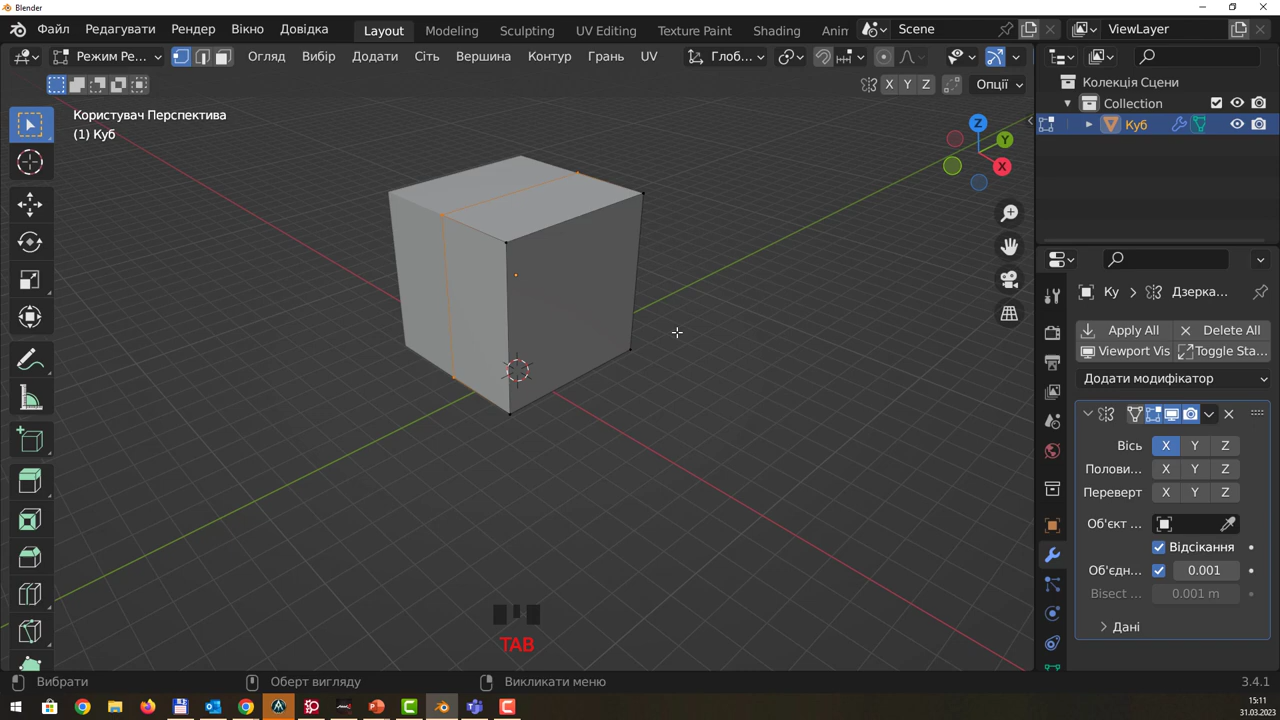 Blender
Файл Редагувати Рендер Вікно Довідка Layout Modeling Sculpting UV Editing Texture Paint Shading Anin Scene ViewLayer
Режим Ре... Огляд Вибір Додати Сіть Вершина Контур Грань UV Глоб...
X Y Z Опції
Колекція Сцени
Collection
Куб
Користувач Перспектива
(1) Куб
Z
Y
X
Ку Дзерка...
Apply All Delete All
Viewport Vis Toggle Sta...
Додати модифікатор
Вісь X Y Z
Полови... X Y Z
Переверт X Y Z
Об'єкт ...
Відсікання
Об'єдн... 0.001
Bisect ... 0.001 m
Дані
TAB
Вибрати Оберт вигляду Викликати меню 3.4.1
15:11
31.03.2023